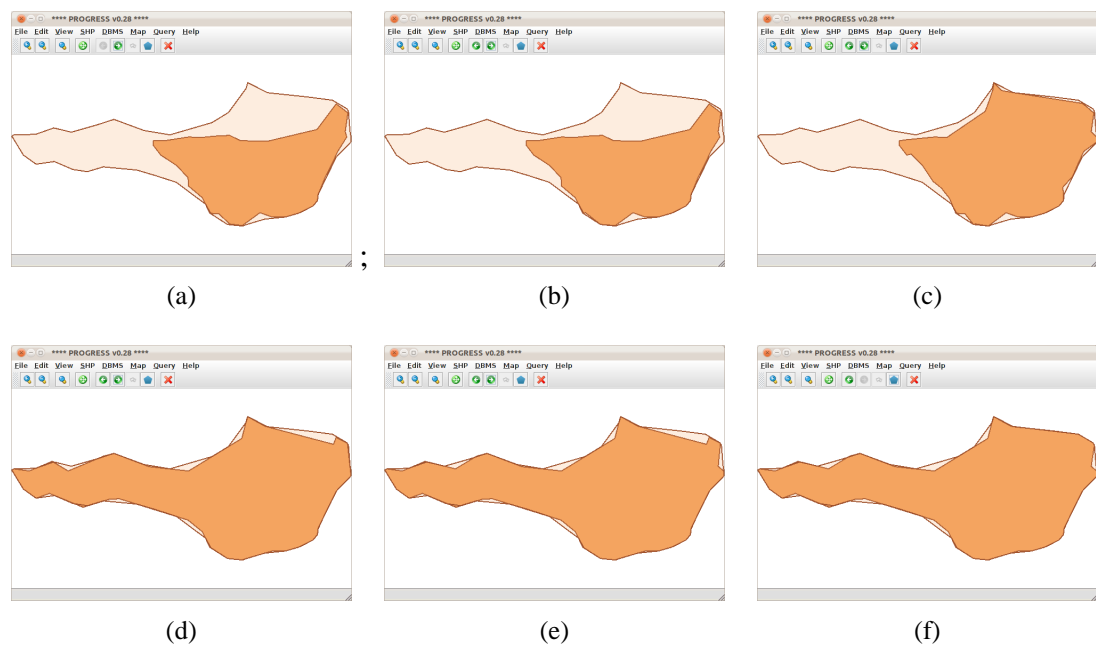 **** PROGRESS v0.28 ****
File Edit View SHP DBMS Map Query Help
**** PROGRESS v0.28 ****
File Edit View SHP DBMS Map Query Help
**** PROGRESS v0.28 ****
File Edit View SHP DBMS Map Query Help
;
(a)
(b)
(c)
**** PROGRESS v0.28 ****
File Edit View SHP DBMS Map Query Help
**** PROGRESS v0.28 ****
File Edit View SHP DBMS Map Query Help
**** PROGRESS v0.28 ****
File Edit View SHP DBMS Map Query Help
(d)
(e)
(f)